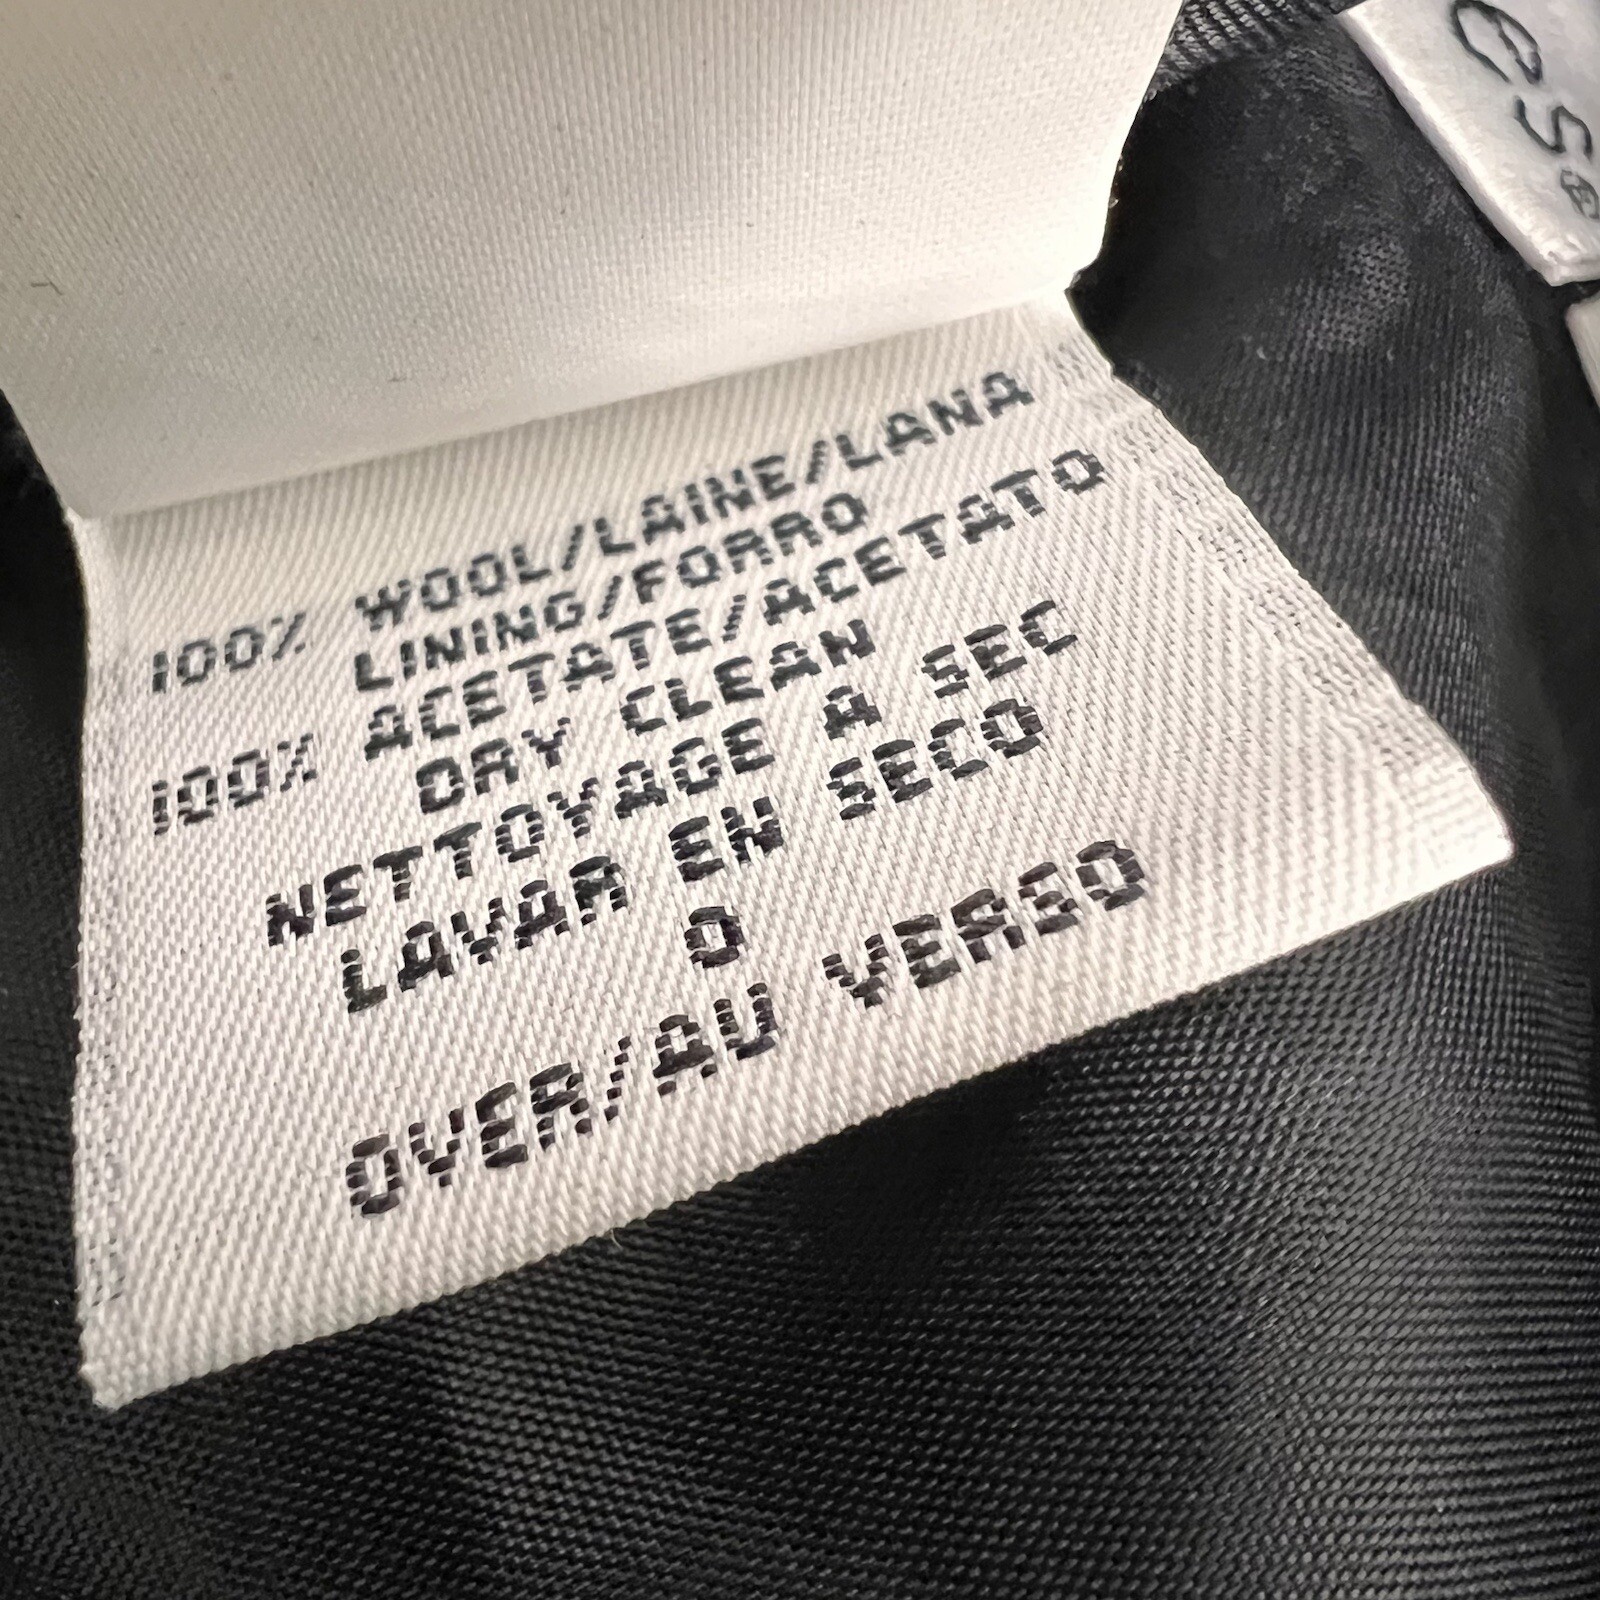 es®
100% WOOL/LAINE/LANA
LINING/FORRO
100% ACETATE/ACETATO
DRY CLEAN
NETTOYAGE A SEC
LAVAR EN SECO
O
OVER/AU VERSO